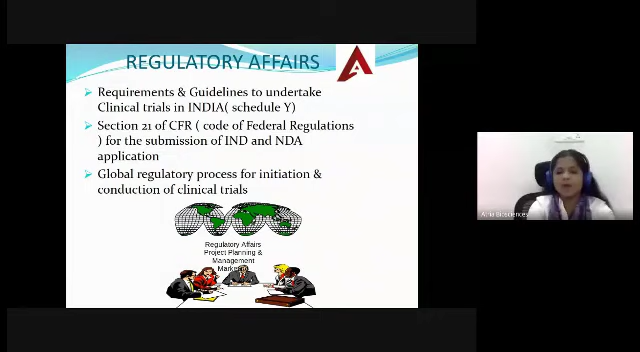 REGULATORY AFFAIRS
Requirements & Guidelines to undertake
Clinical trials in INDIA( schedule Y)
Section 21 of CFR ( code of Federal Regulations
) for the submission of IND and NDA
application
Global regulatory process for initiation &
conduction of clinical trials
Regulatory Affairs
Project Planning &
Management
Atria Biosciences